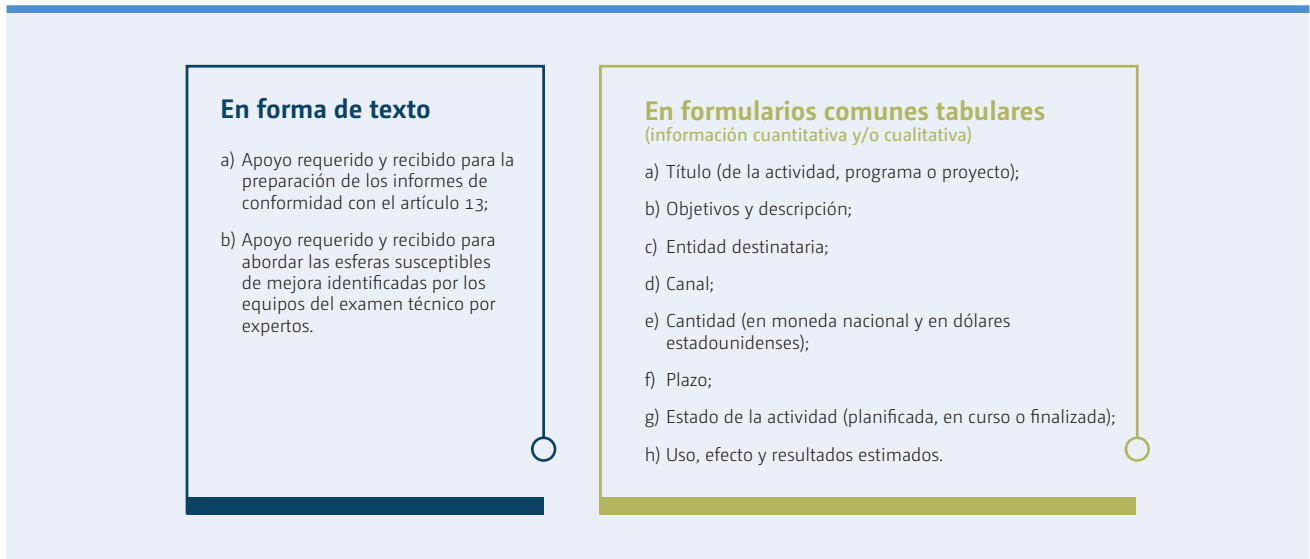 En forma de texto
a) Apoyo requerido y recibido para la
preparación de los informes de
conformidad con el artículo 13;
b) Apoyo requerido y recibido para
abordar las esferas susceptibles
de mejora identificadas por los
equipos del examen técnico por
expertos.
En formularios comunes tabulares
(información cuantitativa y/o cualitativa)
a) Título (de la actividad, programa o proyecto);
b) Objetivos y descripción;
c) Entidad destinataria;
d) Canal;
e) Cantidad (en moneda nacional y en dólares
estadounidenses);
f) Plazo;
g) Estado de la actividad (planificada, en curso o finalizada);
h) Uso, efecto y resultados estimados.